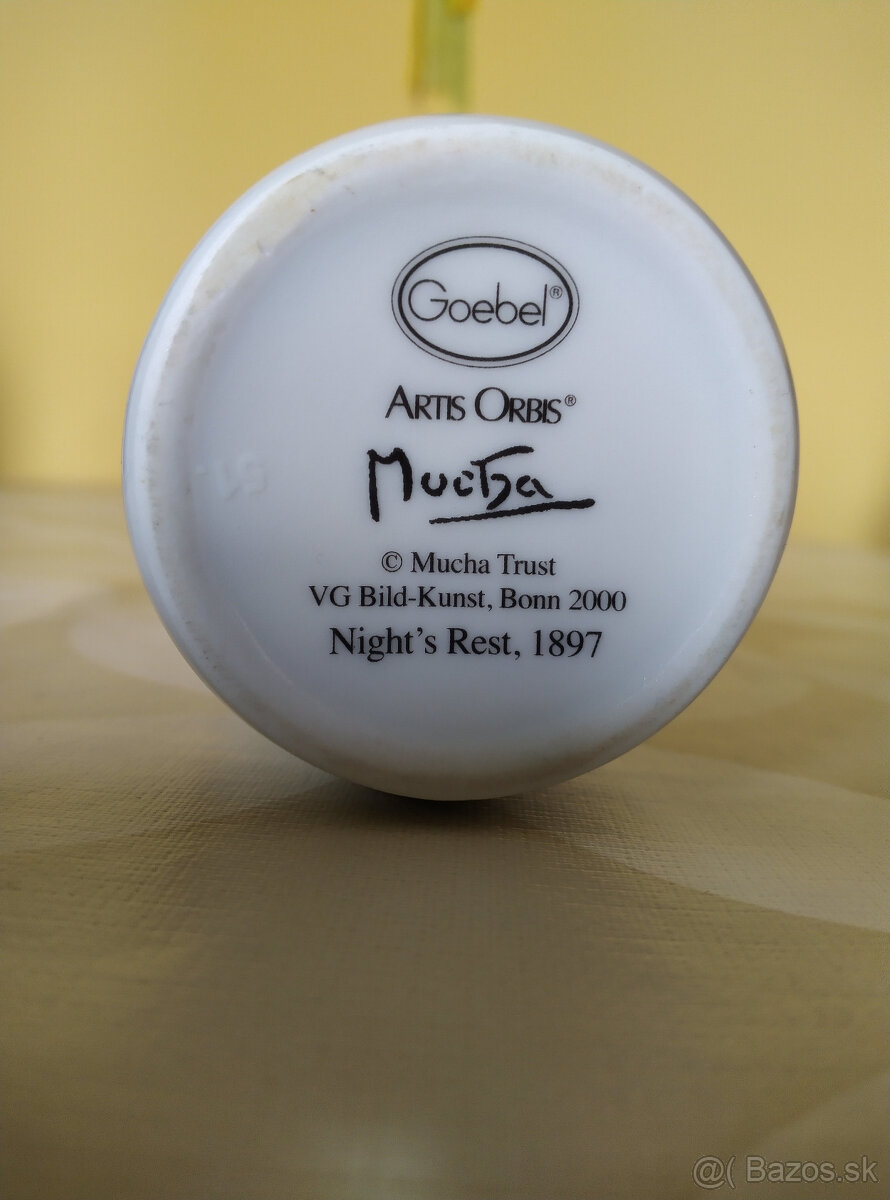 Goebel®
ARTIS ORBIS®
Mucha
© Mucha Trust
VG Bild-Kunst, Bonn 2000
Night's Rest, 1897
@( Bazos.sk